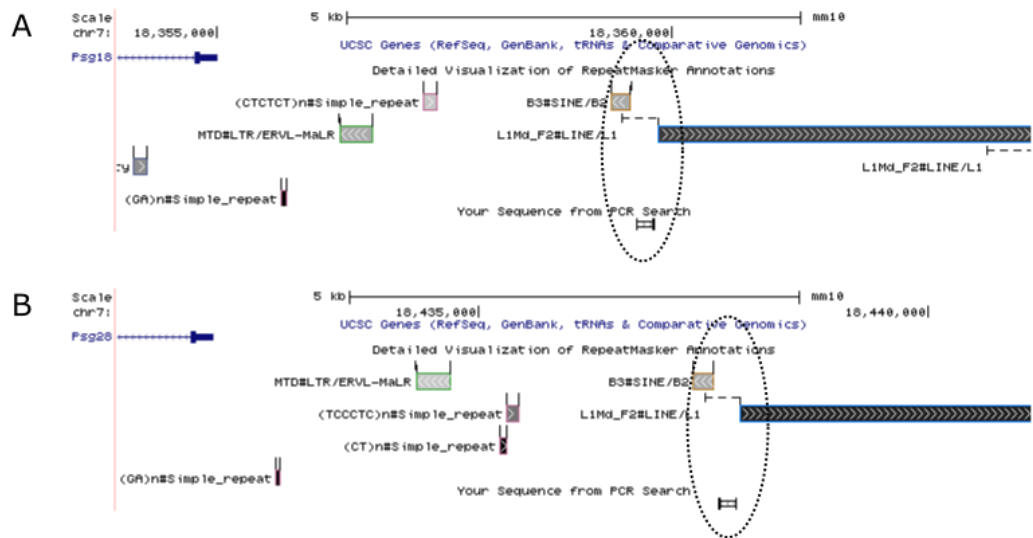 A
Scale 5 kb mm10
chr7: 18,355,000 18,360,000
UCSC Genes (RefSeq, GenBank, tRNAs & Comparative Genomics)
Psg18
Detailed Visualization of RepeatMasker Annotations
(CTCTCT)n#Simple_repeat B3#SINE/B2
MTD#LTR/ERVL-MaLR L1Md_F2#LINE/L1
L1Md_F2#LINE/L1
(GA)n#Simple_repeat
Your Sequence from PCR Search
B
Scale 5 kb mm10
chr7: 18,435,000 18,440,000
UCSC Genes (RefSeq, GenBank, tRNAs & Comparative Genomics)
Psg28
Detailed Visualization of RepeatMasker Annotations
MTD#LTR/ERVL-MaLR B3#SINE/B2
(TCCCTC)n#Simple_repeat L1Md_F2#LINE/L1
(CT)n#Simple_repeat
(GA)n#Simple_repeat
Your Sequence from PCR Search